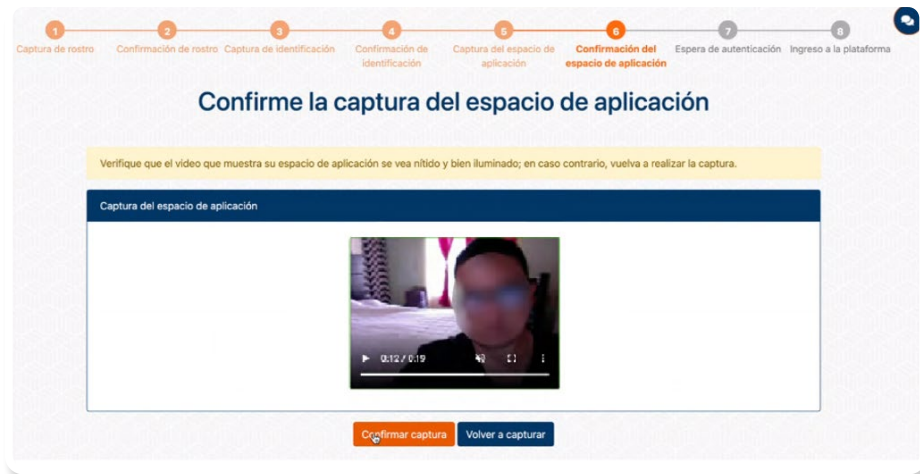 1 2 3 4 5 6 7 8
Captura de rostro Confirmación de rostro Captura de identificación Confirmación de Captura del espacio de Confirmación del Espera de autenticación Ingreso a la plataforma
identificación aplicación espacio de aplicación
Confirme la captura del espacio de aplicación
Verifique que el video que muestra su espacio de aplicación se vea nítido y bien iluminado; en caso contrario, vuelva a realizar la captura.
Captura del espacio de aplicación
0:12 / 0:19
Confirmar captura Volver a capturar